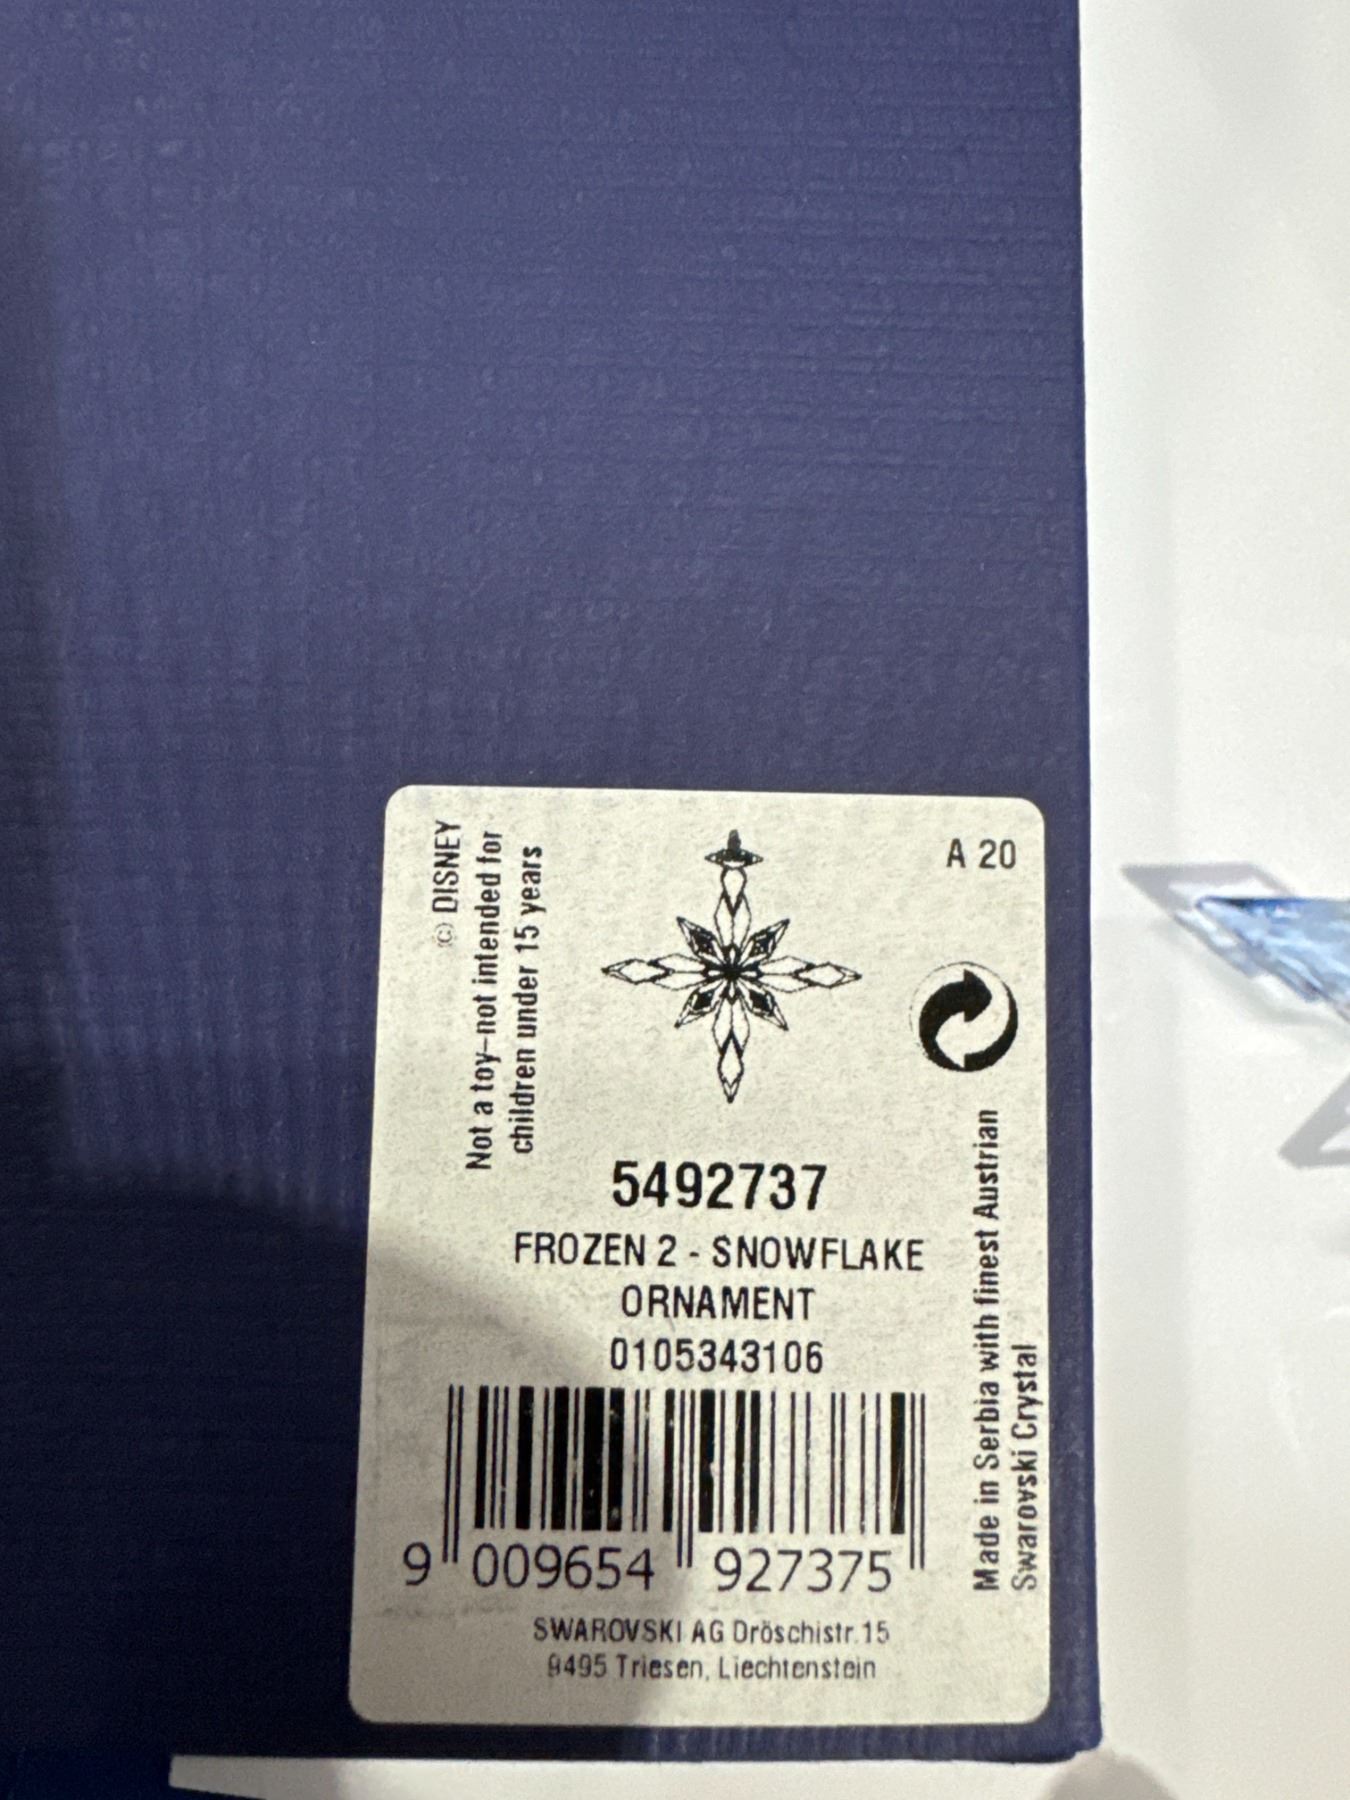 © DISNEY
Not a toy-not intended for
children under 15 years
A 20
5492737
FROZEN 2 - SNOWFLAKE
ORNAMENT
0105343106
9 009654 927375
Made in Serbia with finest Austrian
Swarovski Crystal
SWAROVSKI AG Dröschistr.15
9495 Triesen, Liechtenstein